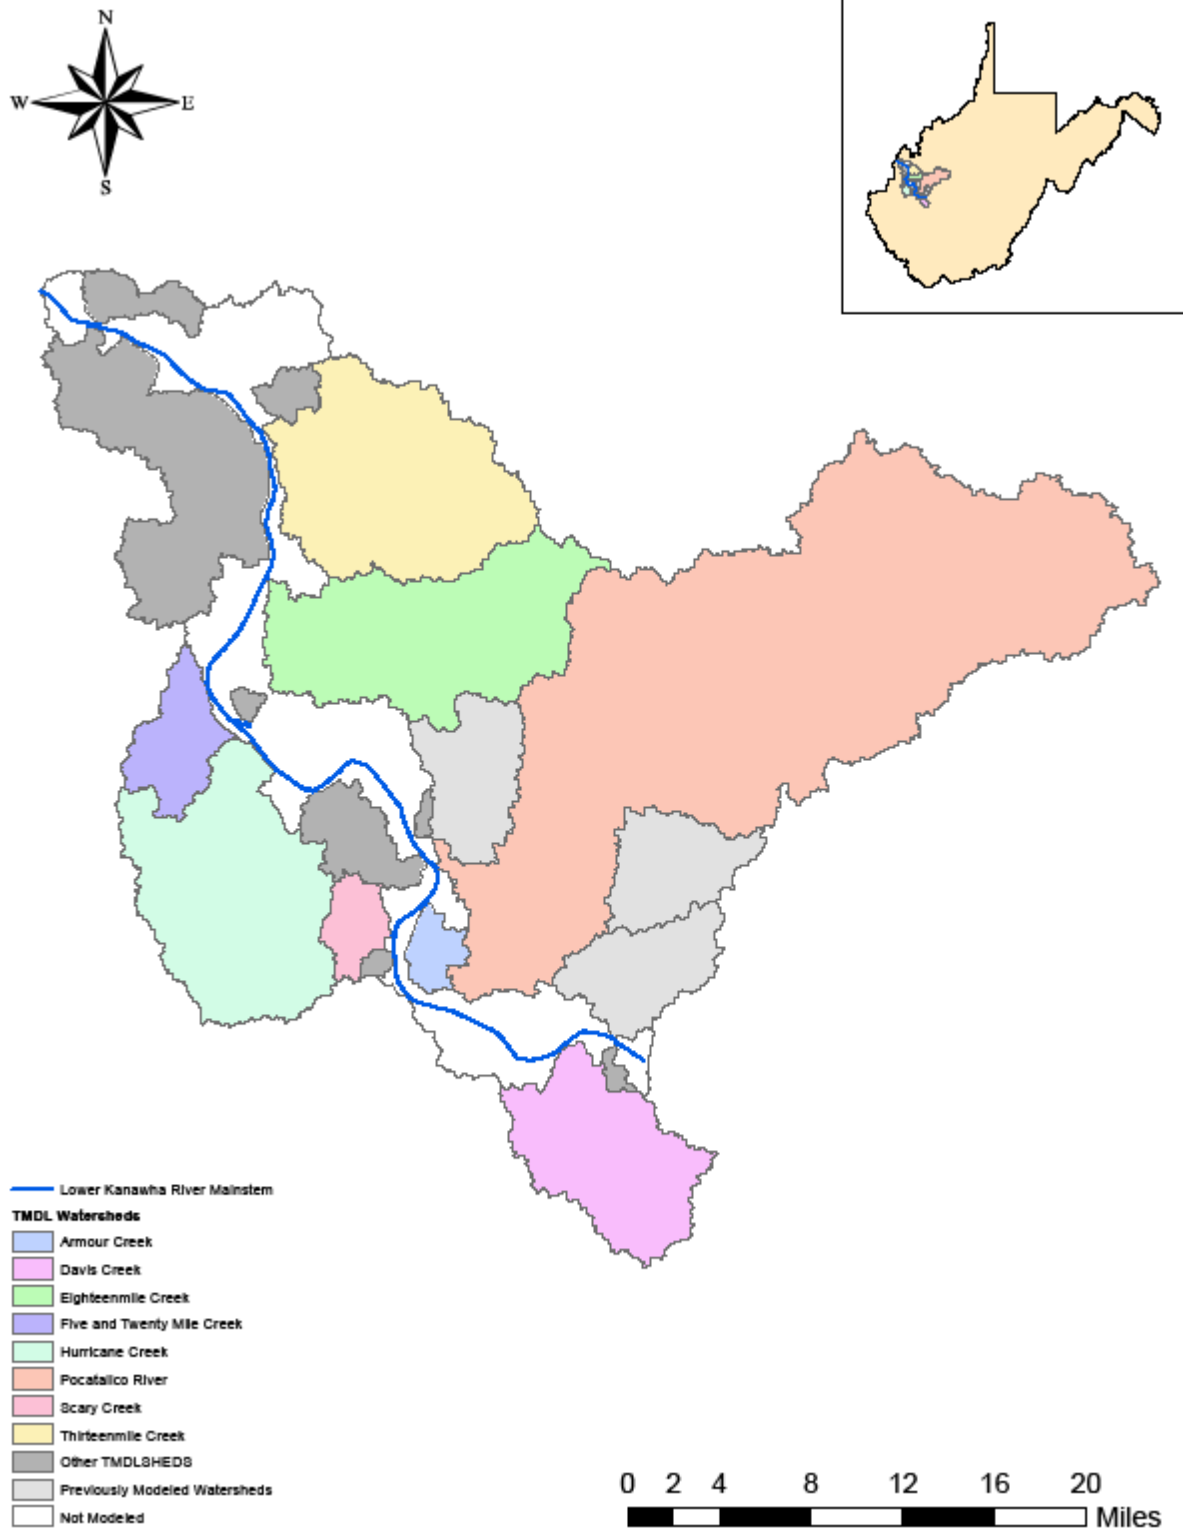 N
W E
S
Lower Kanawha River Mainstem
TMDL Watersheds
Armour Creek
Davis Creek
Eighteenmile Creek
Five and Twenty Mile Creek
Hurricane Creek
Pocatalico River
Scary Creek
Thirteenmile Creek
Other TMDLSHEDS
Previously Modeled Watersheds
Not Modeled
0 2 4 8 12 16 20
Miles